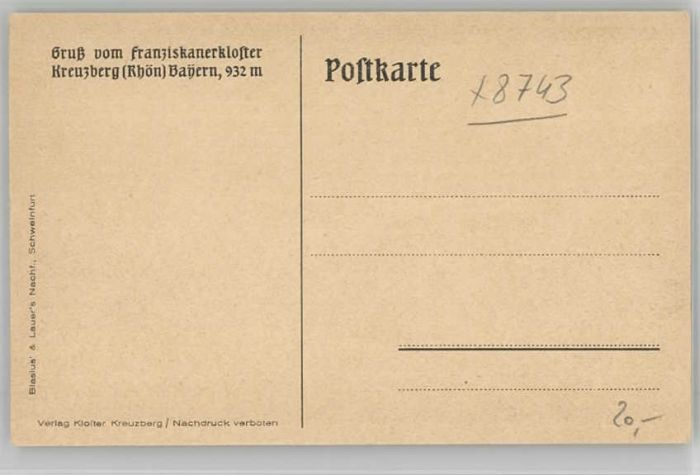 Gruß vom Franziskanerkloſter
Kreuzberg (Rhön) Bayern, 932 m
Poſtkarte
x8743
Blasius' & Lauer's Nachf., Schweinfurt
Verlag Kloſter Kreuzberg / Nachdruck verboten
20,-